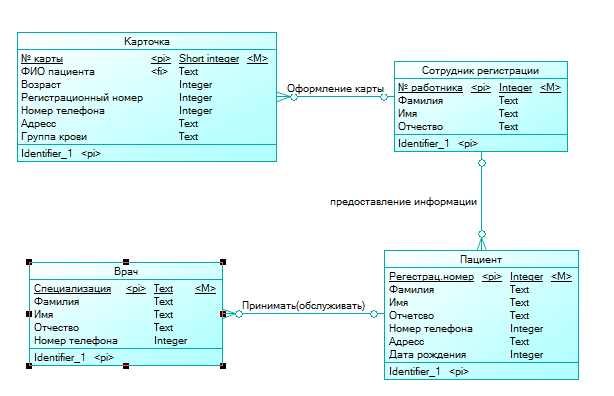 Карточка
№ карты <pi> Short integer <M>
ФИО пациента <fi> Text
Возраст Integer
Регистрационный номер Integer
Номер телефона Integer
Адресс Text
Группа крови Text
Identifier_1 <pi>
Оформление карты
Сотрудник регистрации
№ работника <pi> Integer <M>
Фамилия Text
Имя Text
Отчество Text
Identifier_1 <pi>
предоставление информации
Врач
Специализация <pi> Text <M>
Фамилия Text
Имя Text
Отчество Text
Номер телефона Integer
Identifier_1 <pi>
Принимать(обслуживать)
Пациент
Регестрац.номер <pi> Integer <M>
Фамилия Text
Имя Text
Отчетсво Text
Номер телефона Integer
Адресс Text
Дата рождения Integer
Identifier_1 <pi>